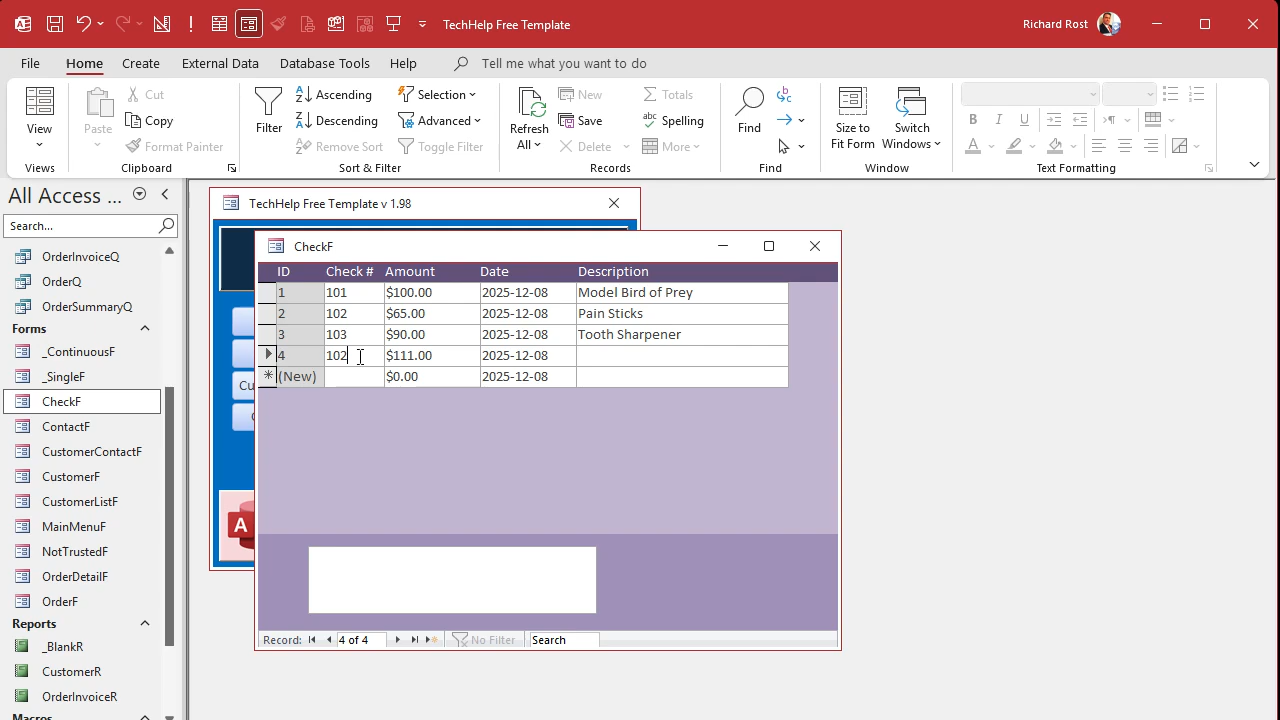 TechHelp Free Template
Richard Rost
File Home Create External Data Database Tools Help Tell me what you want to do
View
Views
Paste
Cut
Copy
Format Painter
Clipboard
Filter
Ascending
Descending
Remove Sort
Selection
Advanced
Toggle Filter
Sort & Filter
Refresh All
New
Save
Delete
Totals
Spelling
More
Records
Find
Find
Size to Fit Form
Switch Windows
Window
B I U
A
A
Text Formatting
All Access ...
Search...
OrderInvoiceQ
OrderQ
OrderSummaryQ
Forms
_ContinuousF
_SingleF
CheckF
ContactF
CustomerContactF
CustomerF
CustomerListF
MainMenuF
NotTrustedF
OrderDetailF
OrderF
Reports
_BlankR
CustomerR
OrderInvoiceR
TechHelp Free Template v 1.98
Cu
A
CheckF
ID Check # Amount Date Description
1 101 $100.00 2025-12-08 Model Bird of Prey
2 102 $65.00 2025-12-08 Pain Sticks
3 103 $90.00 2025-12-08 Tooth Sharpener
4 102 $111.00 2025-12-08
(New) $0.00 2025-12-08
Record: 4 of 4 No Filter Search